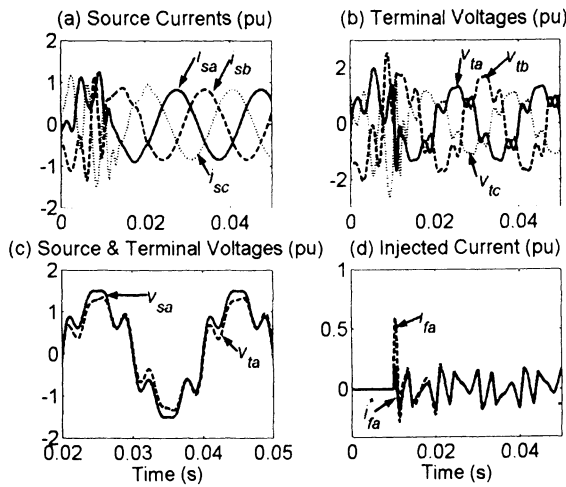 (a) Source Currents (pu)
2
1
0
-1
-2
0
0.02
0.04
i sa
i sb
i sc
(b) Terminal Voltages (pu)
2
0
-2
0
0.02
0.04
v ta
v tb
v tc
(c) Source & Terminal Voltages (pu)
2
1
0
-1
-2
0.02
0.03
0.04
0.05
Time (s)
v sa
v ta
(d) Injected Current (pu)
1
0.5
0
0
0.02
0.04
Time (s)
i fa
i* fa